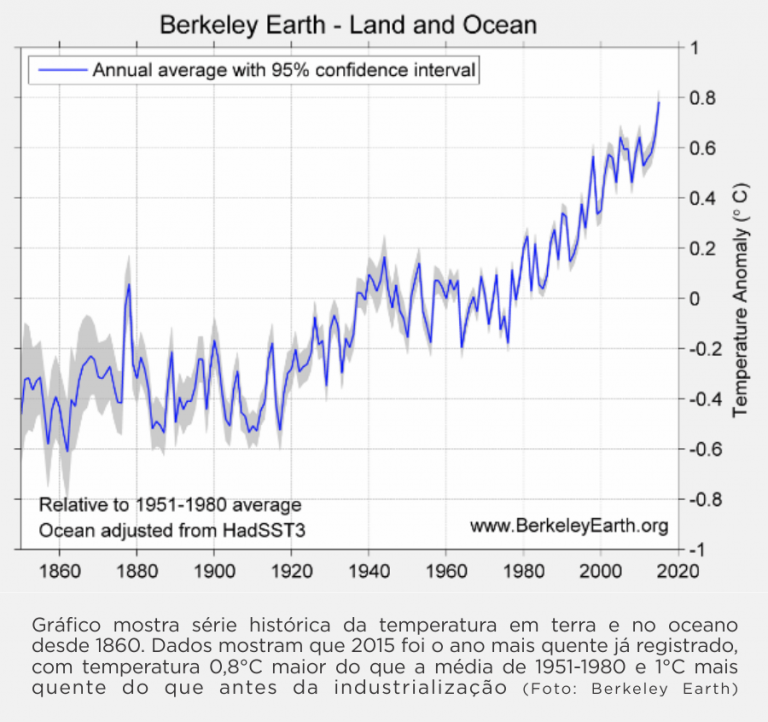 Berkeley Earth - Land and Ocean
Annual average with 95% confidence interval
1
0.8
0.6
0.4
0.2
0
-0.2
-0.4
-0.6
-0.8
-1
Temperature Anomaly (° C)
Relative to 1951-1980 average
Ocean adjusted from HadSST3
www.BerkeleyEarth.org
1860 1880 1900 1920 1940 1960 1980 2000 2020
Gráfico mostra série histórica da temperatura em terra e no oceano
desde 1860. Dados mostram que 2015 foi o ano mais quente já registrado,
com temperatura 0,8°C maior do que a média de 1951-1980 e 1°C mais
quente do que antes da industrialização (Foto: Berkeley Earth)